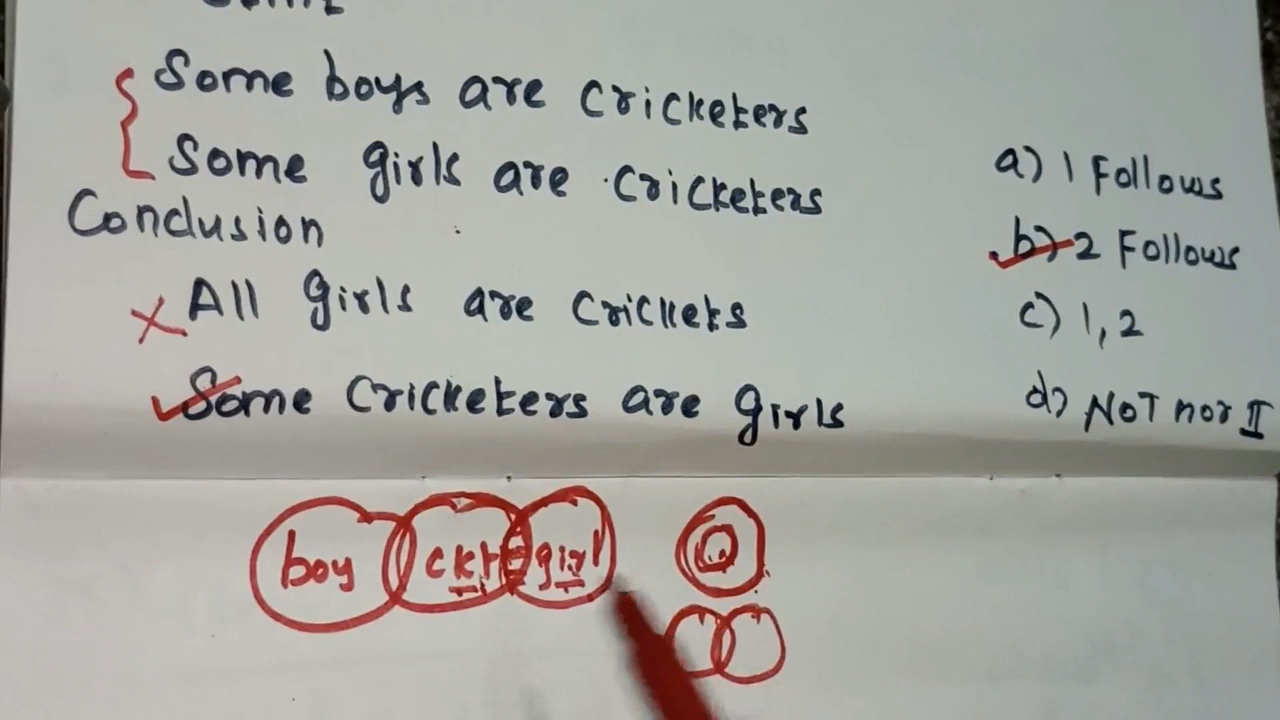 Some boys are cricketers
Some girls are cricketers
Conclusion
All girls are crickets
Some cricketers are girls
a) 1 Follows
b) 2 Follows
c) 1, 2
d) NOT nor II
boy ckt girl